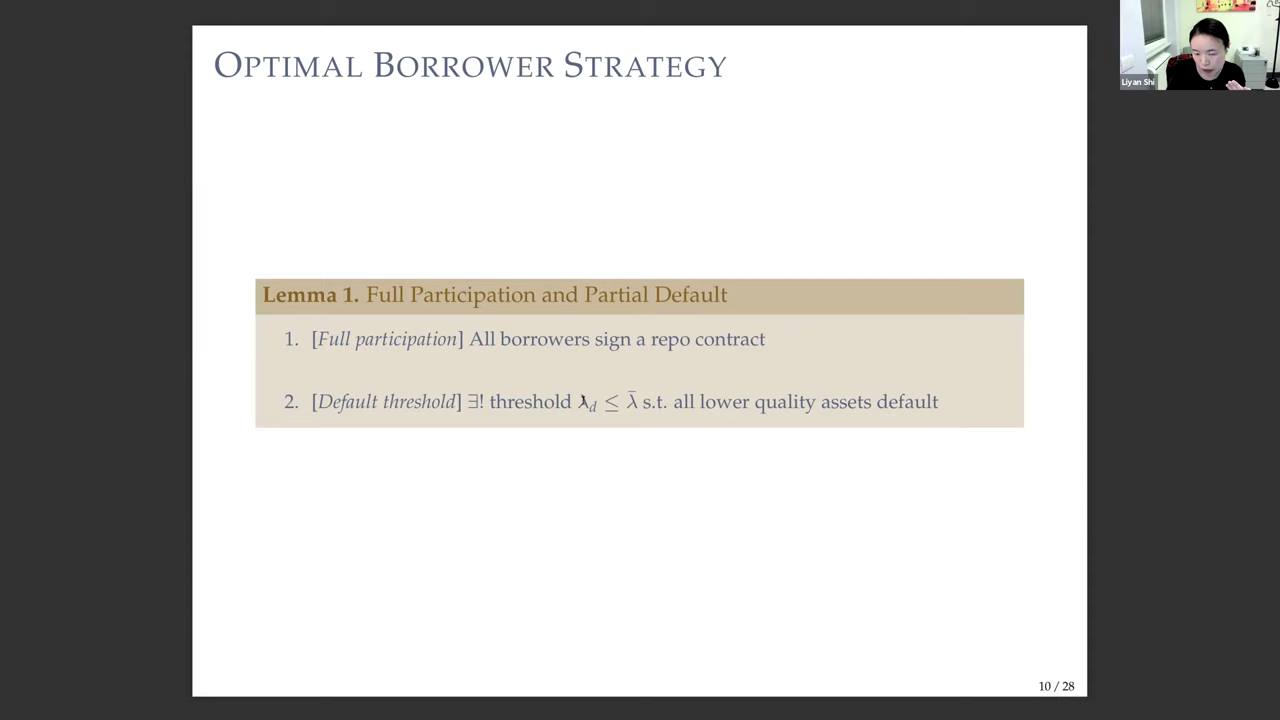 OPTIMAL BORROWER STRATEGY
Liyan Shi
Lemma 1. Full Participation and Partial Default
1. [Full participation] All borrowers sign a repo contract
2. [Default threshold] ∃! threshold λ_d ≤ λ̄ s.t. all lower quality assets default
10 / 28